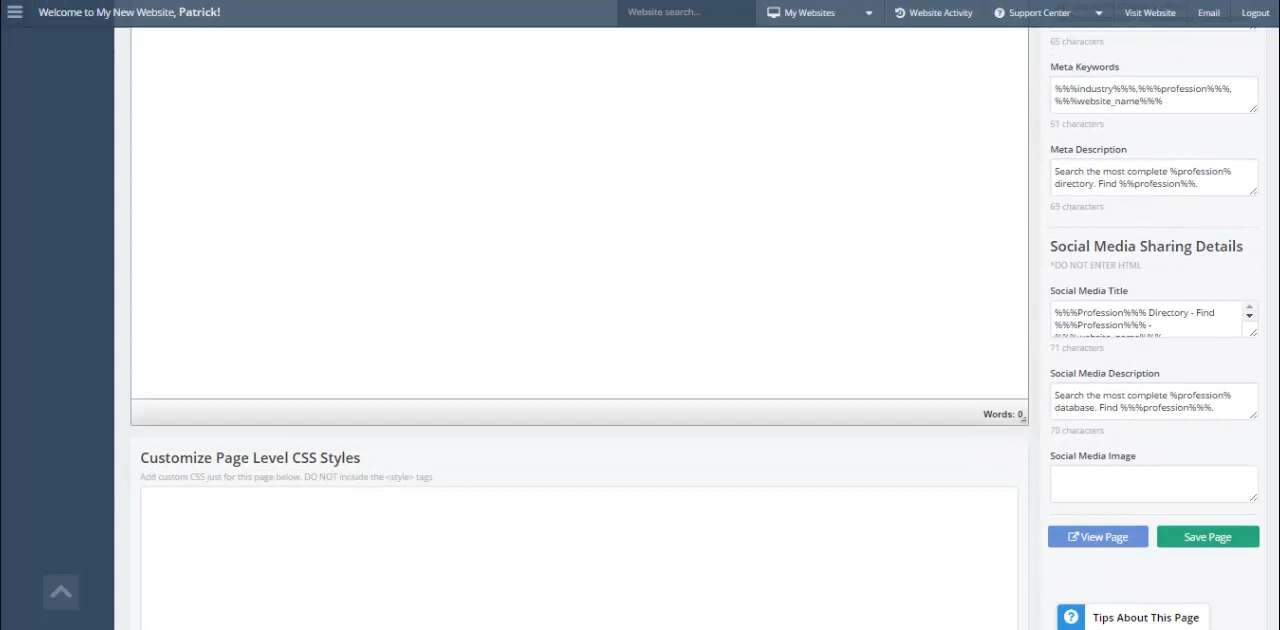 Welcome to My New Website, Patrick!
Website search...
My Websites
Website Activity
Support Center
Visit Website
Email
Logout
65 characters
Meta Keywords
%%%industry%%%,%%%profession%%%,
%%%website_name%%%
51 characters
Meta Description
Search the most complete %profession%
directory. Find %%profession%%.
69 characters
Social Media Sharing Details
*DO NOT ENTER HTML
Social Media Title
%%%Profession%%% Directory - Find
%%%Profession%%% -
%%%website_name%%%
71 characters
Social Media Description
Search the most complete %profession%
database. Find %%%profession%%%.
70 characters
Social Media Image
View Page
Save Page
Tips About This Page
Words: 0
Customize Page Level CSS Styles
Add custom CSS just for this page below. DO NOT include the <style> tags